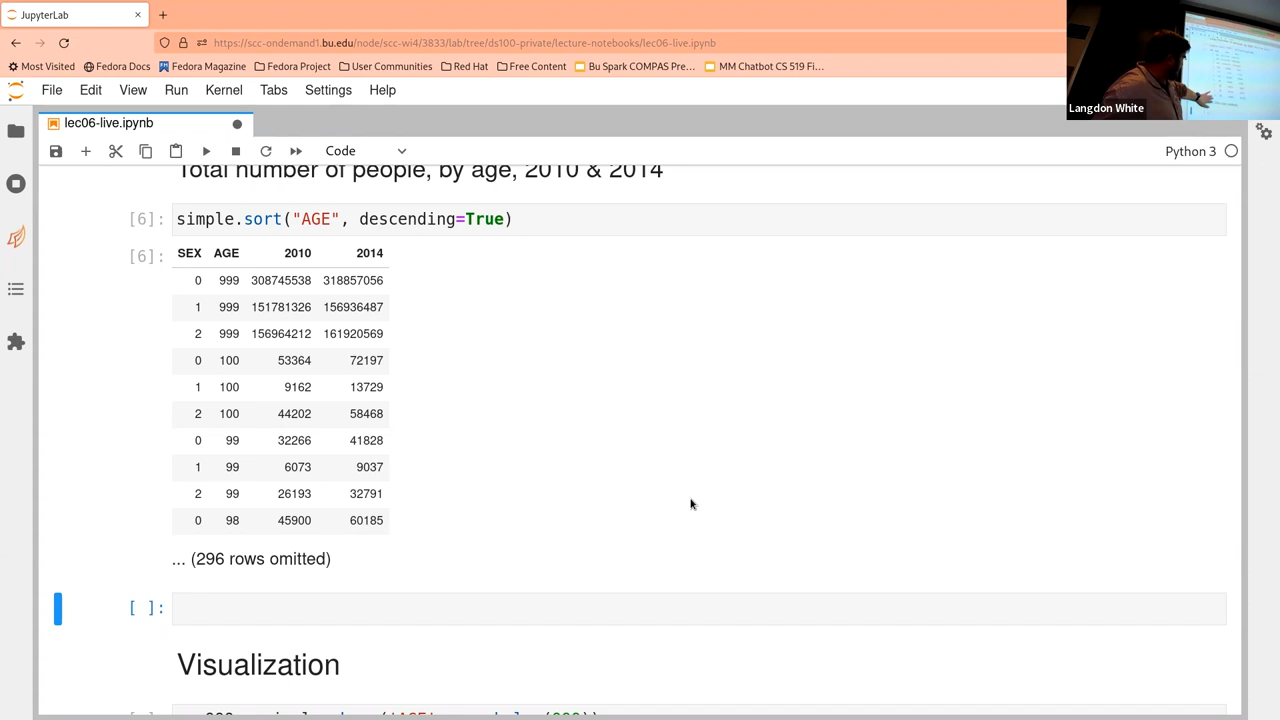 JupyterLab
https://scc-ondemand1.bu.edu/node/scc-wi4/3833/lab/tree/ds100-private/lecture-notebooks/lec06-live.ipynb
Most Visited Fedora Docs Fedora Magazine Fedora Project User Communities Red Hat Free Content Bu Spark COMPAS Pre… MM Chatbot CS 519 Fi…
Langdon White
File Edit View Run Kernel Tabs Settings Help
lec06-live.ipynb
Code Python 3
Total number of people, by age, 2010 & 2014
[6]: simple.sort("AGE", descending=True)
[6]: SEX AGE 2010 2014
0 999 308745538 318857056
1 999 151781326 156936487
2 999 156964212 161920569
0 100 53364 72197
1 100 9162 13729
2 100 44202 58468
0 99 32266 41828
1 99 6073 9037
2 99 26193 32791
0 98 45900 60185
... (296 rows omitted)
[ ]:
Visualization